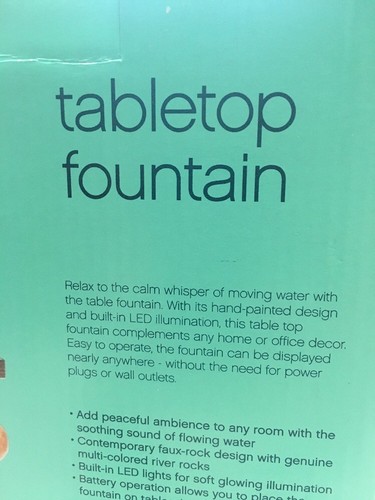 tabletop
fountain
Relax to the calm whisper of moving water with
the table fountain. With its hand-painted design
and built-in LED illumination, this table top
fountain complements any home or office decor.
Easy to operate, the fountain can be displayed
nearly anywhere - without the need for power
plugs or wall outlets.
• Add peaceful ambience to any room with the
soothing sound of flowing water
• Contemporary faux-rock design with genuine
multi-colored river rocks
• Built-in LED lights for soft glowing illumination
• Battery operation allows you to place the
fountain on